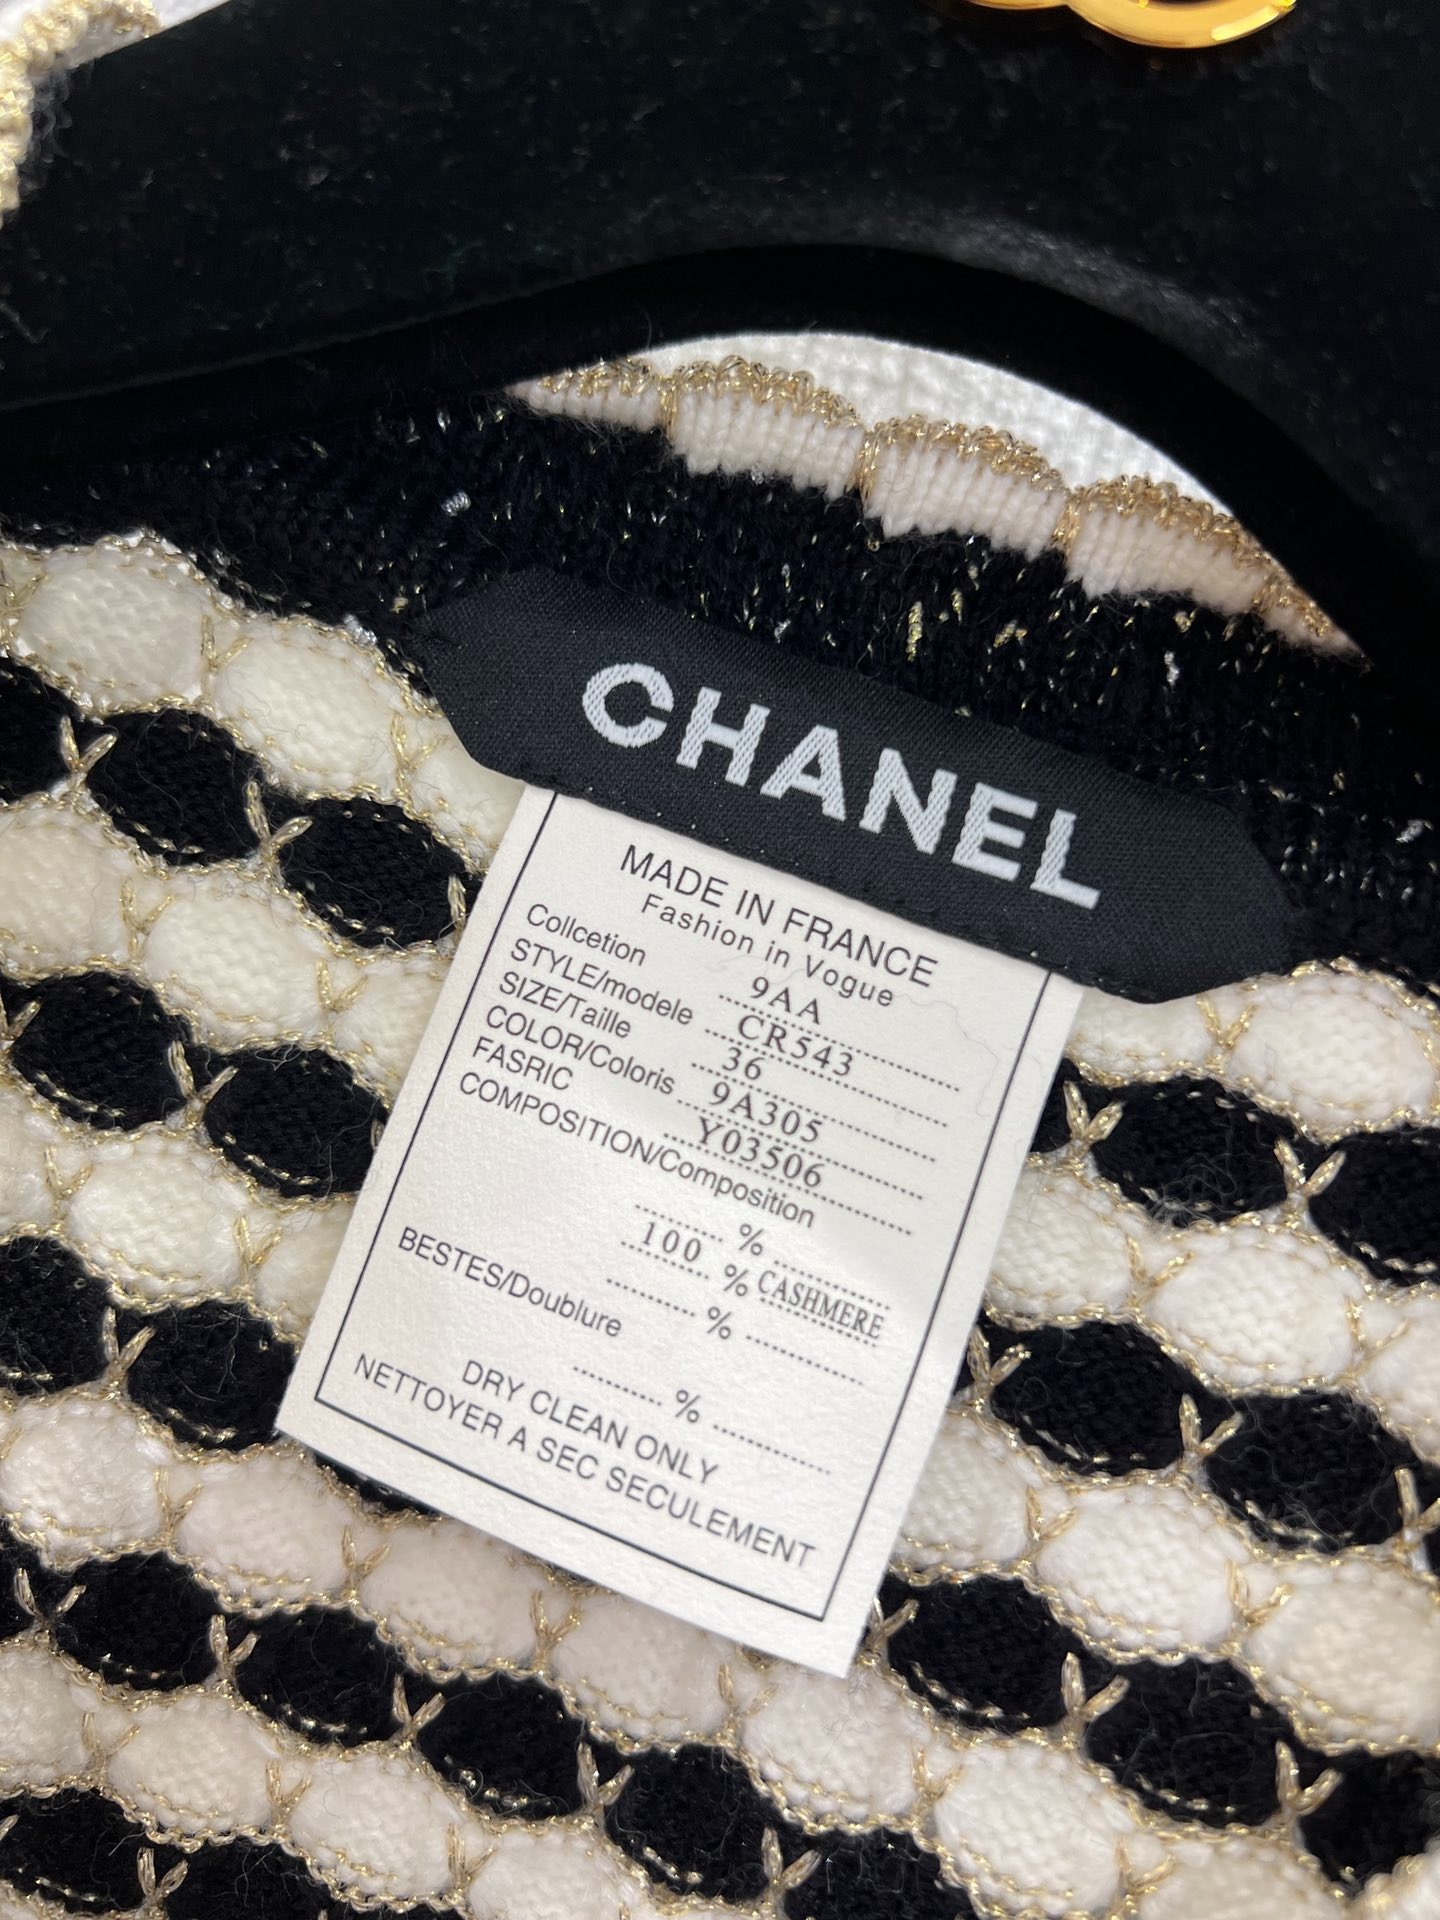 CHANEL
MADE IN FRANCE
Fashion in Vogue
Collcetion 9AA
STYLE/modele CR543
SIZE/Taille 36
COLOR/Coloris 9A305
FASRIC Y03506
COMPOSITION/Composition
.......... % ..............
100 % CASHMERE
.......... % ..............
BESTES/Doublure
.......... % ..............
DRY CLEAN ONLY
NETTOYER A SEC SECULEMENT